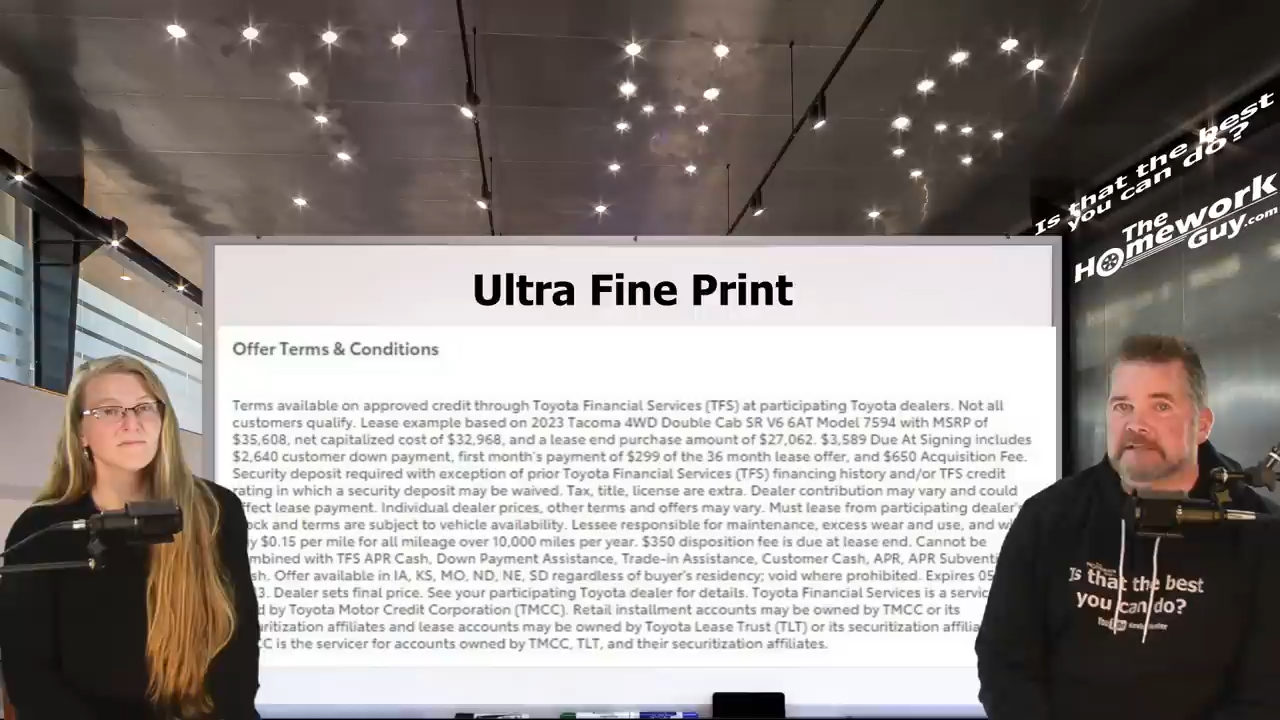 Is that the best
you can do?
The
Homework
Guy.com
Ultra Fine Print
Offer Terms & Conditions
Terms available on approved credit through Toyota Financial Services (TFS) at participating Toyota dealers. Not all
customers qualify. Lease example based on 2023 Tacoma 4WD Double Cab SR V6 6AT Model 7594 with MSRP of
$35,608, net capitalized cost of $32,968, and a lease end purchase amount of $27,062. $3,589 Due At Signing includes
$2,640 customer down payment, first month's payment of $299 of the 36 month lease offer, and $650 Acquisition Fee.
Security deposit required with exception of prior Toyota Financial Services (TFS) financing history and/or TFS credit
rating in which a security deposit may be waived. Tax, title, license are extra. Dealer contribution may vary and could
ffect lease payment. Individual dealer prices, other terms and offers may vary. Must lease from participating dealer's
ck and terms are subject to vehicle availability. Lessee responsible for maintenance, excess wear and use, and
y $0.15 per mile for all mileage over 10,000 miles per year. $350 disposition fee is due at lease end. Cannot be
mbined with TFS APR Cash, Down Payment Assistance, Trade-in Assistance, Customer Cash, APR, APR Subventi
sh. Offer available in IA, KS, MO, ND, NE, SD regardless of buyer's residency; void where prohibited. Expires 05
3. Dealer sets final price. See your participating Toyota dealer for details. Toyota Financial Services is a servic
d by Toyota Motor Credit Corporation (TMCC). Retail installment accounts may be owned by TMCC or its
uritization affiliates and lease accounts may be owned by Toyota Lease Trust (TLT) or its securitization affilia
CC is the servicer for accounts owned by TMCC, TLT, and their securitization affiliates.
Is that the best
you can do?